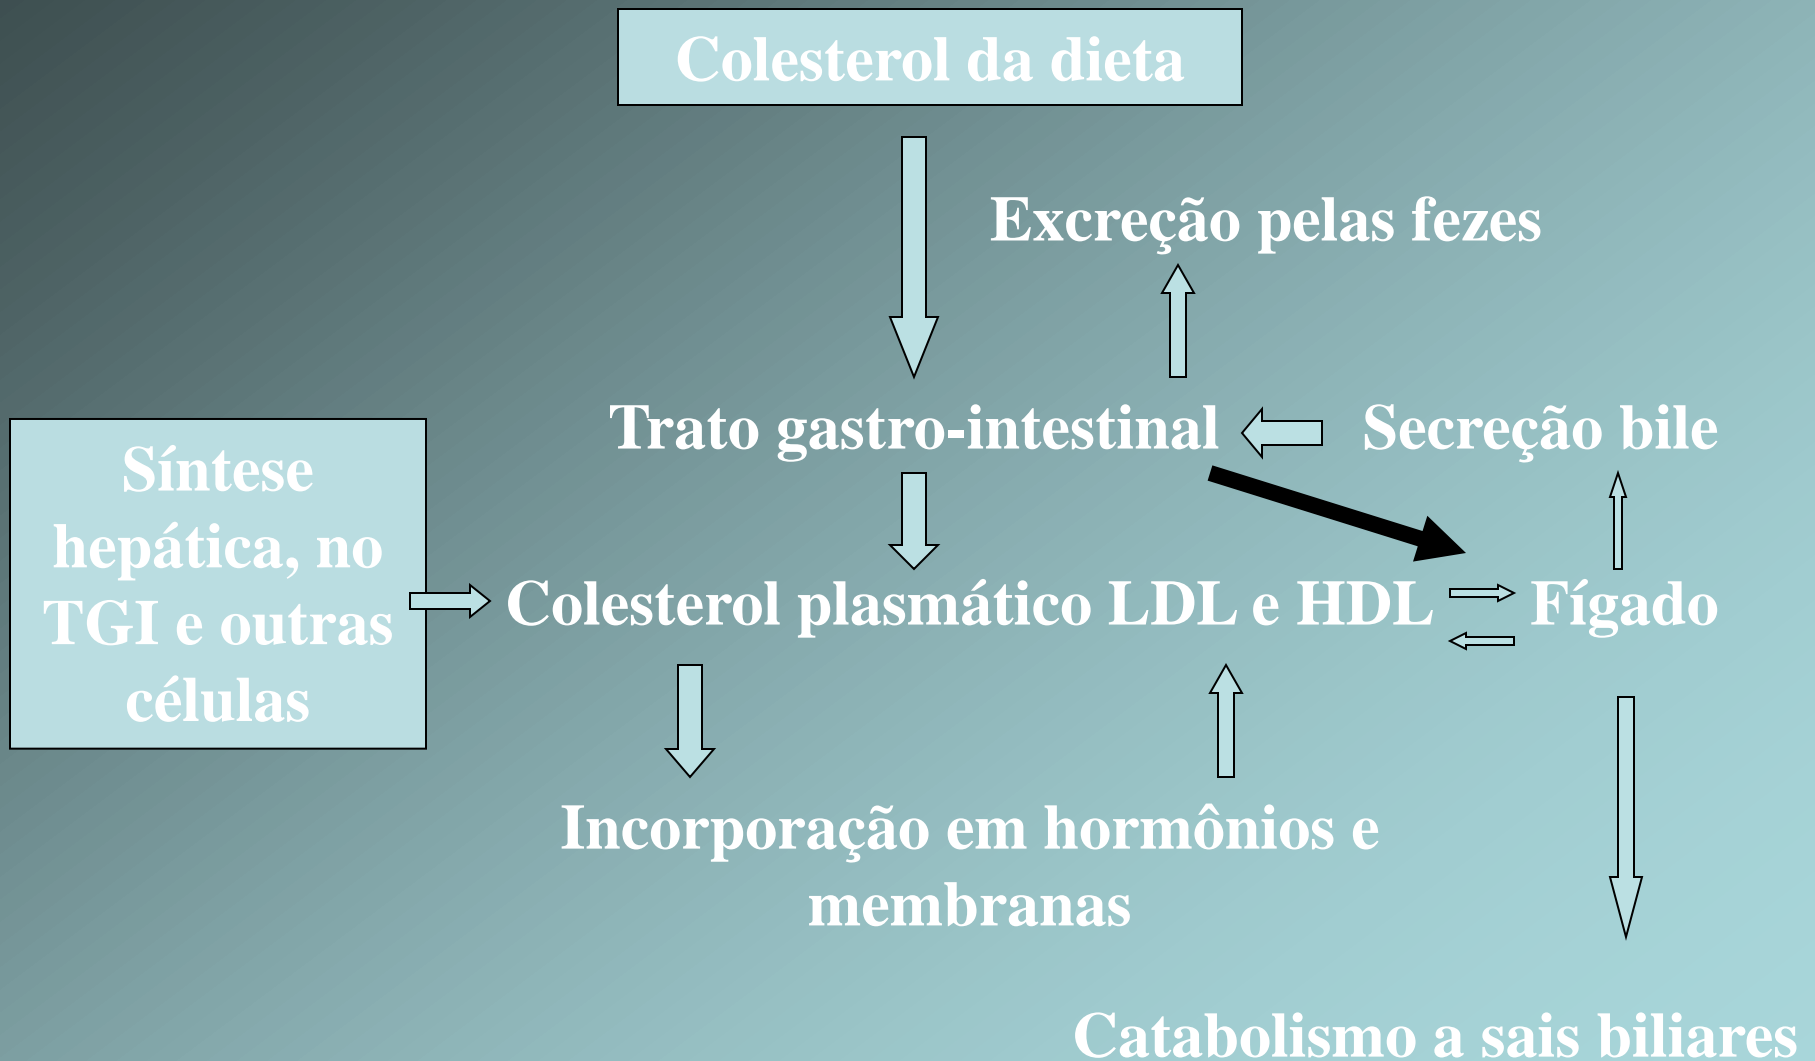 Colesterol da dieta
Excreção pelas fezes
Trato gastro-intestinal
Secreção bile
Síntese
hepática, no
TGI e outras
células
Colesterol plasmático LDL e HDL
Fígado
Incorporação em hormônios e
membranas
Catabolismo a sais biliares